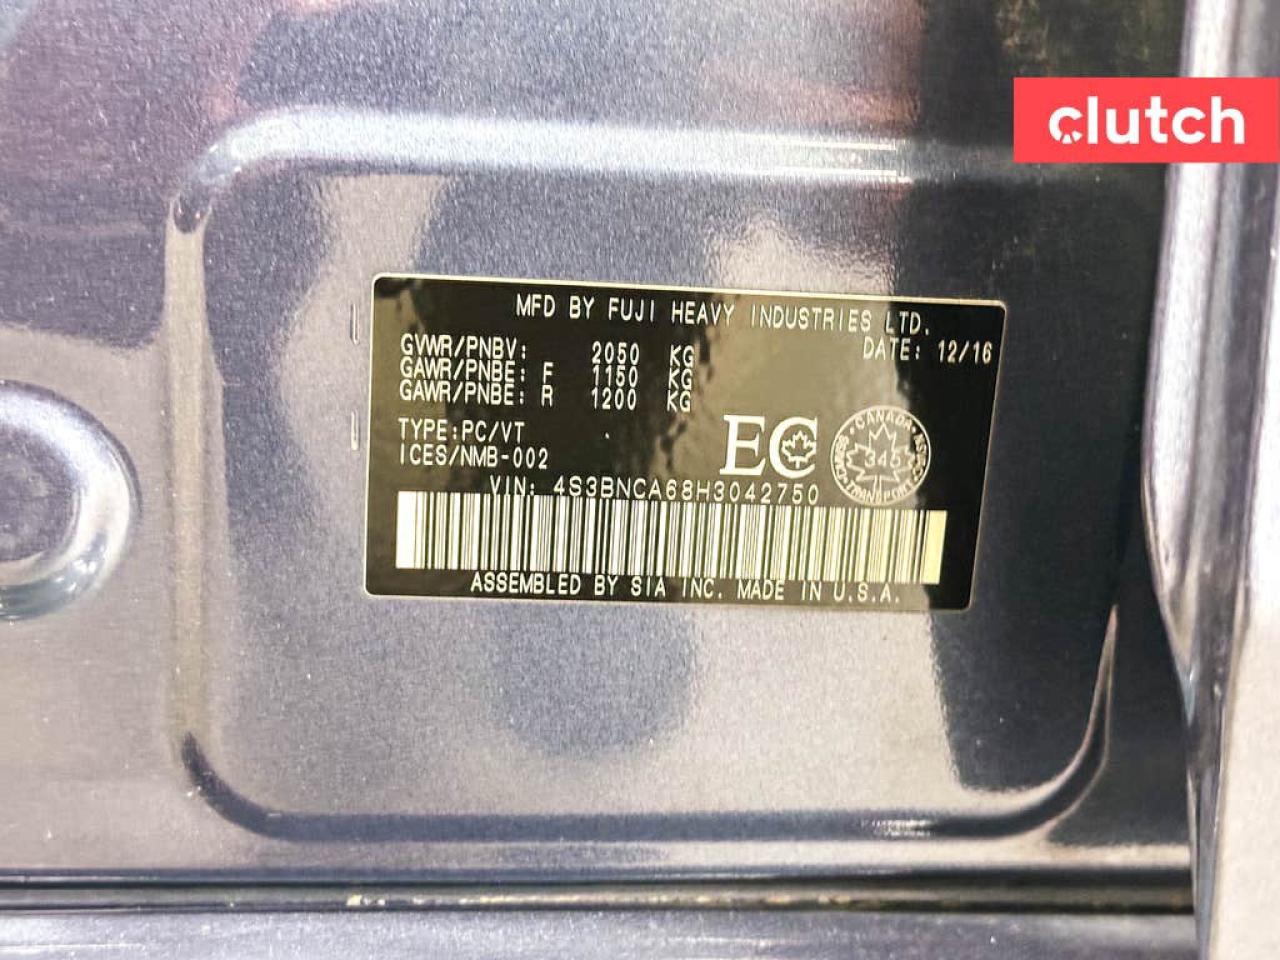 clutch
MFD BY FUJI HEAVY INDUSTRIES LTD.
GVWR/PNBV: 2050 KG DATE: 12/16
GAWR/PNBE: F 1150 KG
GAWR/PNBE: R 1200 KG
TYPE:PC/VT
ICES/NMB-002
EC
CANADA
345
TRANSPORT
VIN: 4S3BNCA68H3042750
ASSEMBLED BY SIA INC. MADE IN U.S.A.